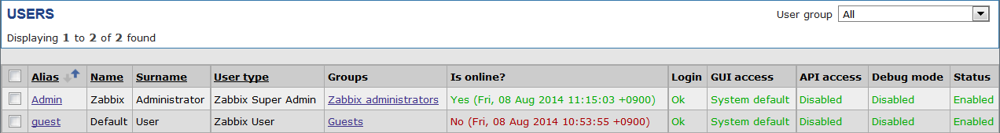 USERS
User group All
Displaying 1 to 2 of 2 found
Alias Name Surname User type Groups Is online? Login GUI access API access Debug mode Status
Admin Zabbix Administrator Zabbix Super Admin Zabbix administrators Yes (Fri, 08 Aug 2014 11:15:03 +0900) Ok System default Disabled Disabled Enabled
guest Default User Zabbix User Guests No (Fri, 08 Aug 2014 10:53:55 +0900) Ok System default Disabled Disabled Enabled